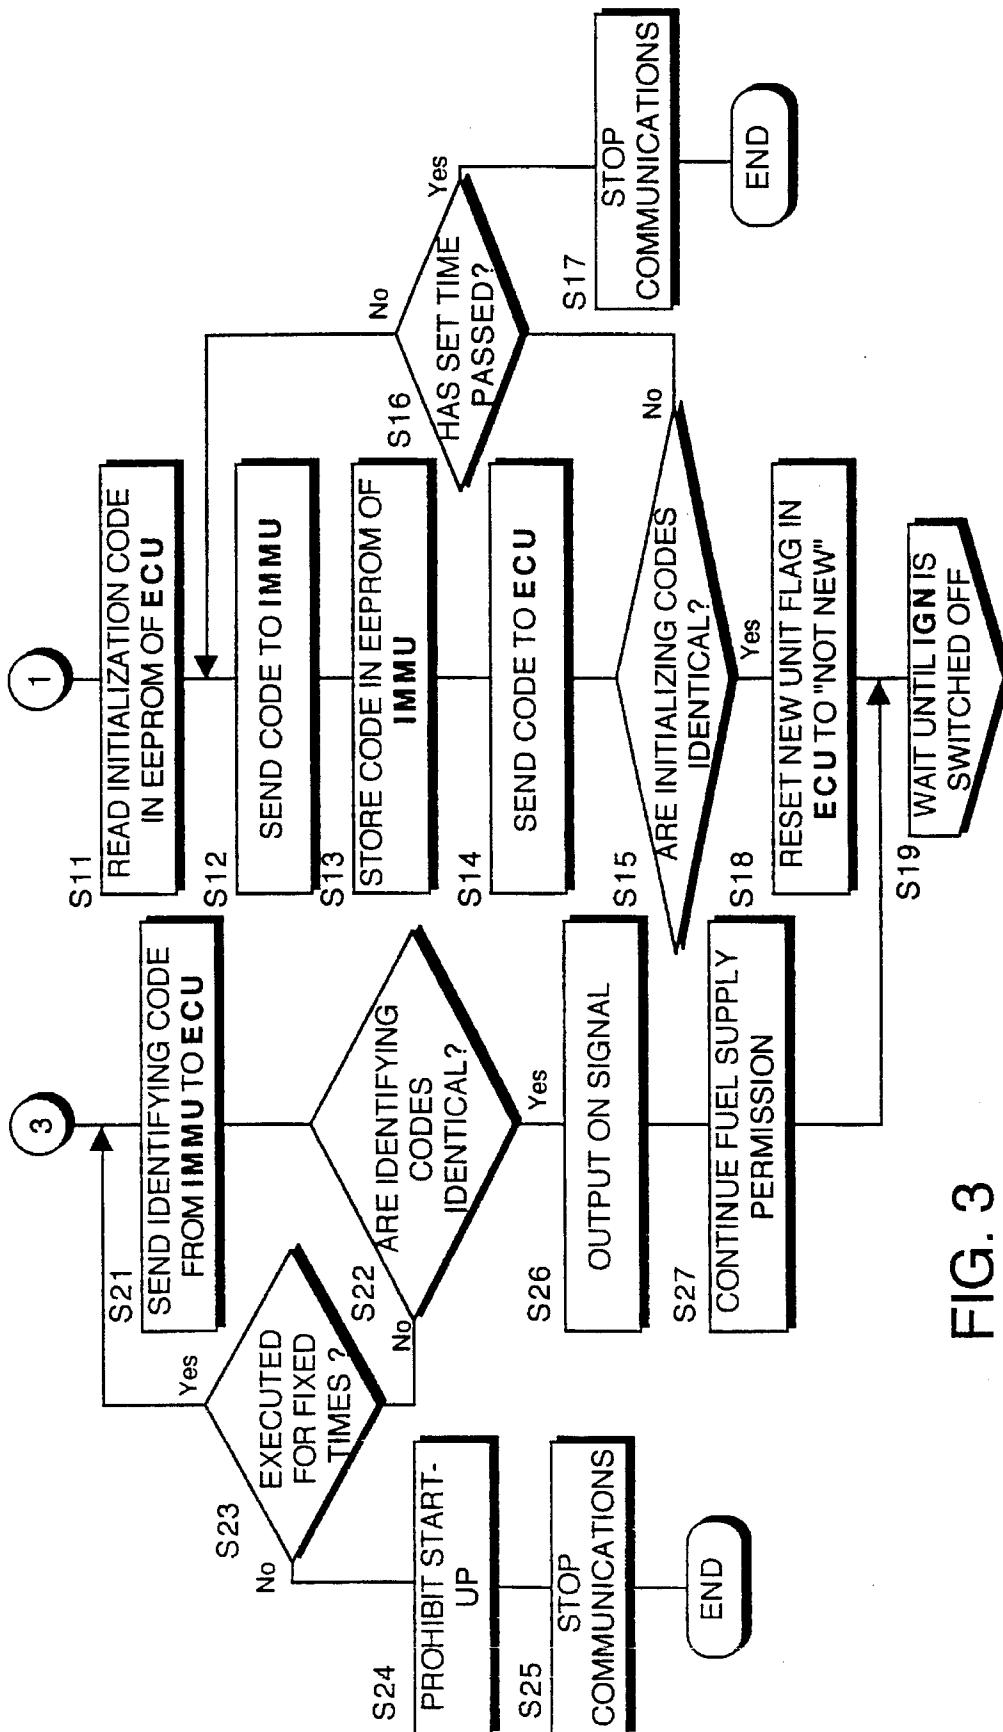 3
S21
SEND IDENTIFYING CODE
FROM IMMU TO ECU
S22
ARE IDENTIFYING
CODES
IDENTICAL?
No
Yes
S23
EXECUTED
FOR FIXED
TIMES ?
Yes
No
S24
PROHIBIT START-
UP
S25
STOP
COMMUNICATIONS
END
S26
OUTPUT ON SIGNAL
S27
CONTINUE FUEL SUPPLY
PERMISSION
1
S11
READ INITIALIZATION CODE
IN EEPROM OF ECU
S12
SEND CODE TO IMMU
S13
STORE CODE IN EEPROM OF
IMMU
S14
SEND CODE TO ECU
S15
ARE INITIALIZING CODES
IDENTICAL?
No
Yes
S16
HAS SET TIME
PASSED?
No
Yes
S17
STOP
COMMUNICATIONS
END
S18
RESET NEW UNIT FLAG IN
ECU TO "NOT NEW"
S19
WAIT UNTIL IGN IS
SWITCHED OFF
FIG. 3